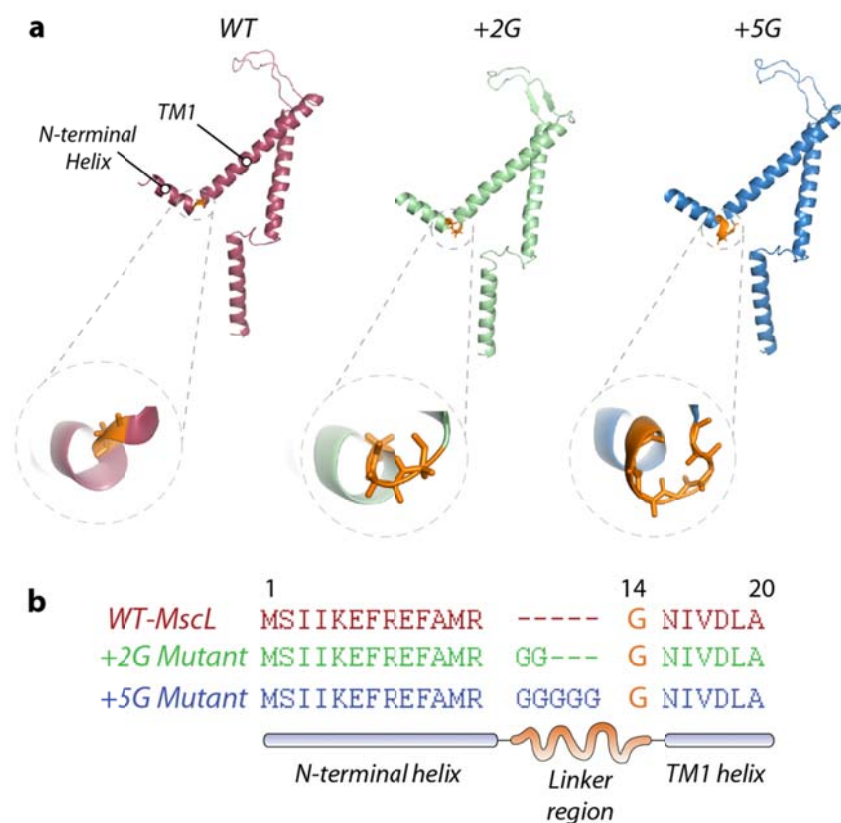 a
WT
+2G
+5G
TM1
N-terminal
Helix
b
1
14
20
WT-MscL MSIIKEFREFAMR ----- G NIVDLA
+2G Mutant MSIIKEFREFAMR GG--- G NIVDLA
+5G Mutant MSIIKEFREFAMR GGGGG G NIVDLA
N-terminal helix
Linker
region
TM1 helix